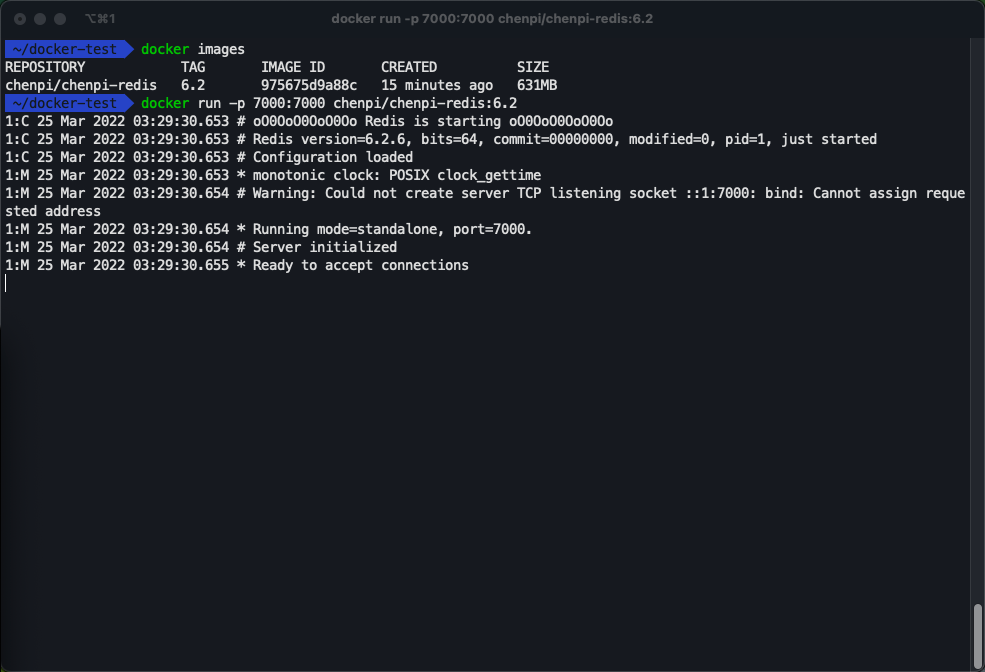 ⌥⌘1 docker run -p 7000:7000 chenpi/chenpi-redis:6.2
~/docker-test docker images
REPOSITORY TAG IMAGE ID CREATED SIZE
chenpi/chenpi-redis 6.2 975675d9a88c 15 minutes ago 631MB
~/docker-test docker run -p 7000:7000 chenpi/chenpi-redis:6.2
1:C 25 Mar 2022 03:29:30.653 # oO0OoO0OoO0Oo Redis is starting oO0OoO0OoO0Oo
1:C 25 Mar 2022 03:29:30.653 # Redis version=6.2.6, bits=64, commit=00000000, modified=0, pid=1, just started
1:C 25 Mar 2022 03:29:30.653 # Configuration loaded
1:M 25 Mar 2022 03:29:30.653 * monotonic clock: POSIX clock_gettime
1:M 25 Mar 2022 03:29:30.654 # Warning: Could not create server TCP listening socket ::1:7000: bind: Cannot assign reque
sted address
1:M 25 Mar 2022 03:29:30.654 * Running mode=standalone, port=7000.
1:M 25 Mar 2022 03:29:30.654 # Server initialized
1:M 25 Mar 2022 03:29:30.655 * Ready to accept connections